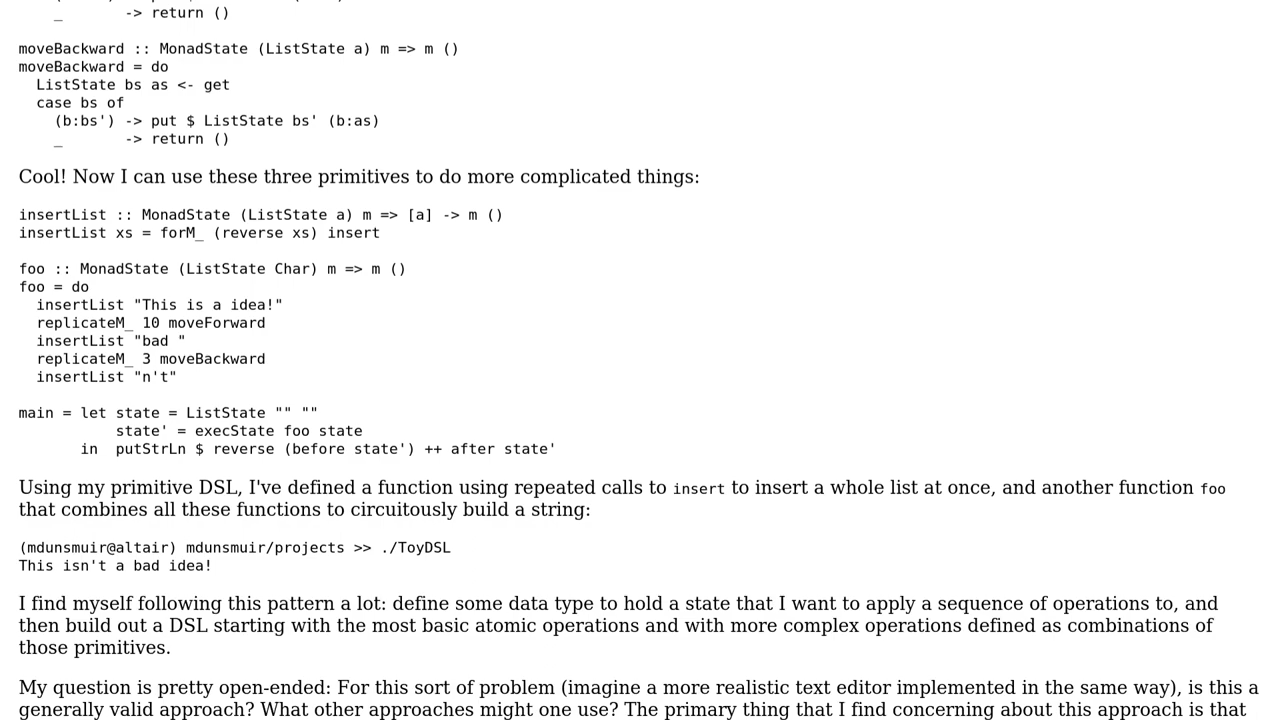 _       -> return ()
moveBackward :: MonadState (ListState a) m => m ()
moveBackward = do
  ListState bs as <- get
  case bs of
    (b:bs') -> put $ ListState bs' (b:as)
    _       -> return ()
Cool! Now I can use these three primitives to do more complicated things:
insertList :: MonadState (ListState a) m => [a] -> m ()
insertList xs = forM_ (reverse xs) insert
foo :: MonadState (ListState Char) m => m ()
foo = do
  insertList "This is a idea!"
  replicateM_ 10 moveForward
  insertList "bad "
  replicateM_ 3 moveBackward
  insertList "n't"
main = let state = ListState "" ""
           state' = execState foo state
       in  putStrLn $ reverse (before state') ++ after state'
Using my primitive DSL, I've defined a function using repeated calls to insert to insert a whole list at once, and another function foo
that combines all these functions to circuitously build a string:
(mdunsmuir@altair) mdunsmuir/projects >> ./ToyDSL
This isn't a bad idea!
I find myself following this pattern a lot: define some data type to hold a state that I want to apply a sequence of operations to, and
then build out a DSL starting with the most basic atomic operations and with more complex operations defined as combinations of
those primitives.
My question is pretty open-ended: For this sort of problem (imagine a more realistic text editor implemented in the same way), is this a
generally valid approach? What other approaches might one use? The primary thing that I find concerning about this approach is that